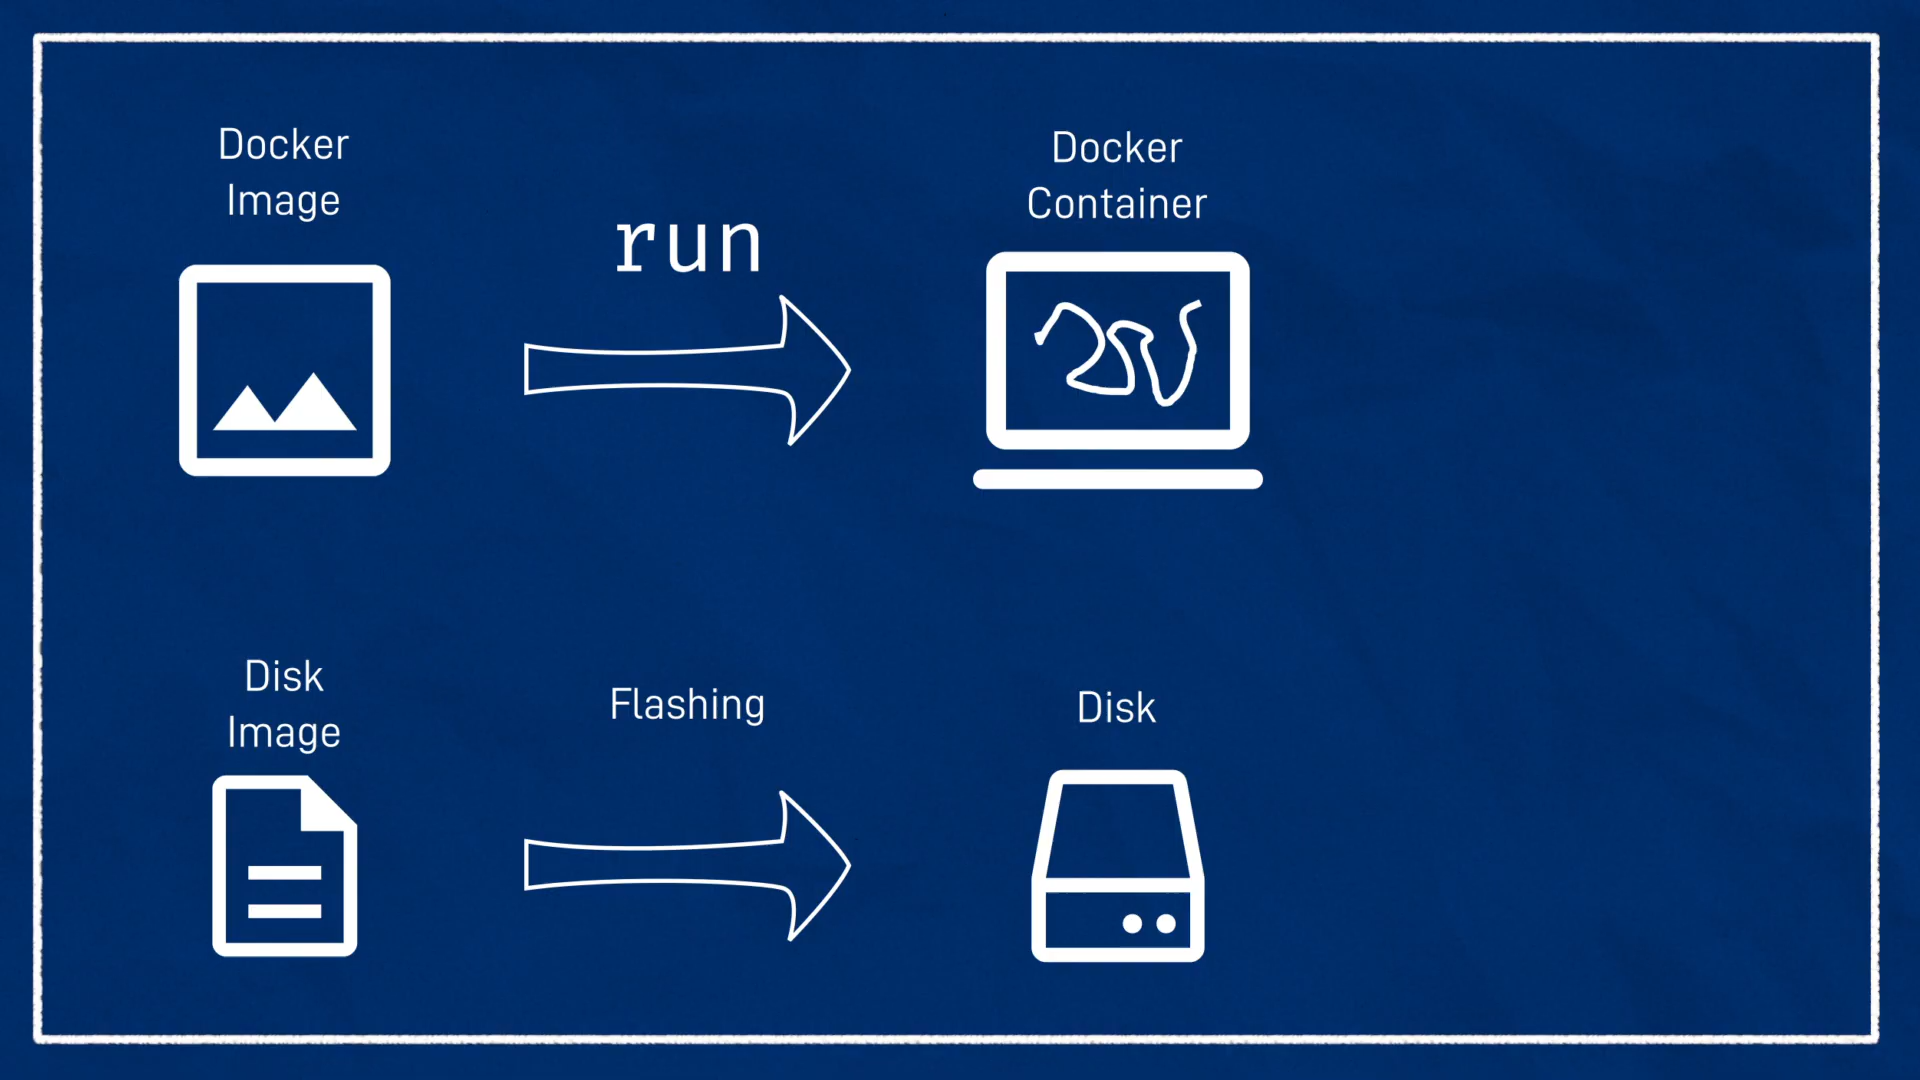 Docker
Image
run
Docker
Container
Disk
Image
Flashing
Disk